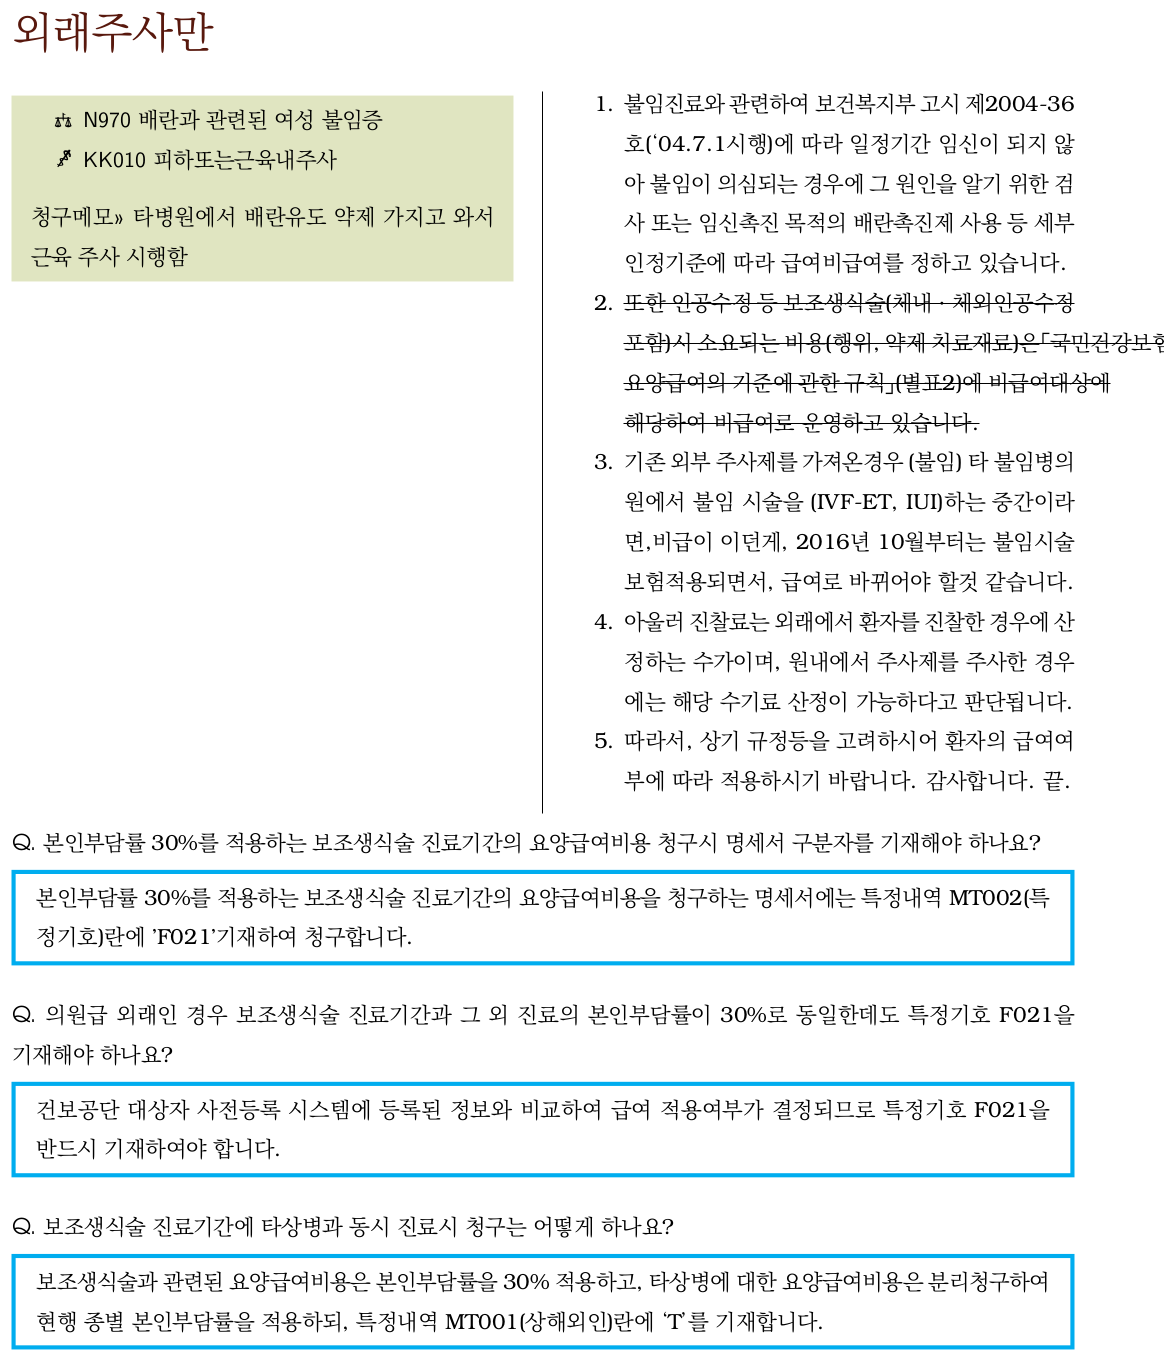 외래주사만
N970 배란과 관련된 여성 불임증
KK010 피하또는근육내주사
청구메모» 타병원에서 배란유도 약제 가지고 와서
근육 주사 시행함
1. 불임진료와 관련하여 보건복지부 고시 제2004-36
호(‘04.7.1시행)에 따라 일정기간 임신이 되지 않
아 불임이 의심되는 경우에 그 원인을 알기 위한 검
사 또는 임신촉진 목적의 배란촉진제 사용 등 세부
인정기준에 따라 급여비급여를 정하고 있습니다.
2. 또한 인공수정 등 보조생식술(체내 · 체외인공수정
포함)시 소요되는 비용(행위, 약제 치료재료)은「국민건강보험
요양급여의 기준에 관한 규칙」(별표2)에 비급여대상에
해당하여 비급여로 운영하고 있습니다.
3. 기존 외부 주사제를 가져온경우 (불임) 타 불임병의
원에서 불임 시술을 (IVF-ET, IUI)하는 중간이라
면,비급이 이던게, 2016년 10월부터는 불임시술
보험적용되면서, 급여로 바뀌어야 할것 같습니다.
4. 아울러 진찰료는 외래에서 환자를 진찰한 경우에 산
정하는 수가이며, 원내에서 주사제를 주사한 경우
에는 해당 수기료 산정이 가능하다고 판단됩니다.
5. 따라서, 상기 규정등을 고려하시어 환자의 급여여
부에 따라 적용하시기 바랍니다. 감사합니다. 끝.
Q. 본인부담률 30%를 적용하는 보조생식술 진료기간의 요양급여비용 청구시 명세서 구분자를 기재해야 하나요?
본인부담률 30%를 적용하는 보조생식술 진료기간의 요양급여비용을 청구하는 명세서에는 특정내역 MT002(특
정기호)란에 ’F021’기재하여 청구합니다.
Q. 의원급 외래인 경우 보조생식술 진료기간과 그 외 진료의 본인부담률이 30%로 동일한데도 특정기호 F021을
기재해야 하나요?
건보공단 대상자 사전등록 시스템에 등록된 정보와 비교하여 급여 적용여부가 결정되므로 특정기호 F021을
반드시 기재하여야 합니다.
Q. 보조생식술 진료기간에 타상병과 동시 진료시 청구는 어떻게 하나요?
보조생식술과 관련된 요양급여비용은 본인부담률을 30% 적용하고, 타상병에 대한 요양급여비용은 분리청구하여
현행 종별 본인부담률을 적용하되, 특정내역 MT001(상해외인)란에 ‘T’를 기재합니다.